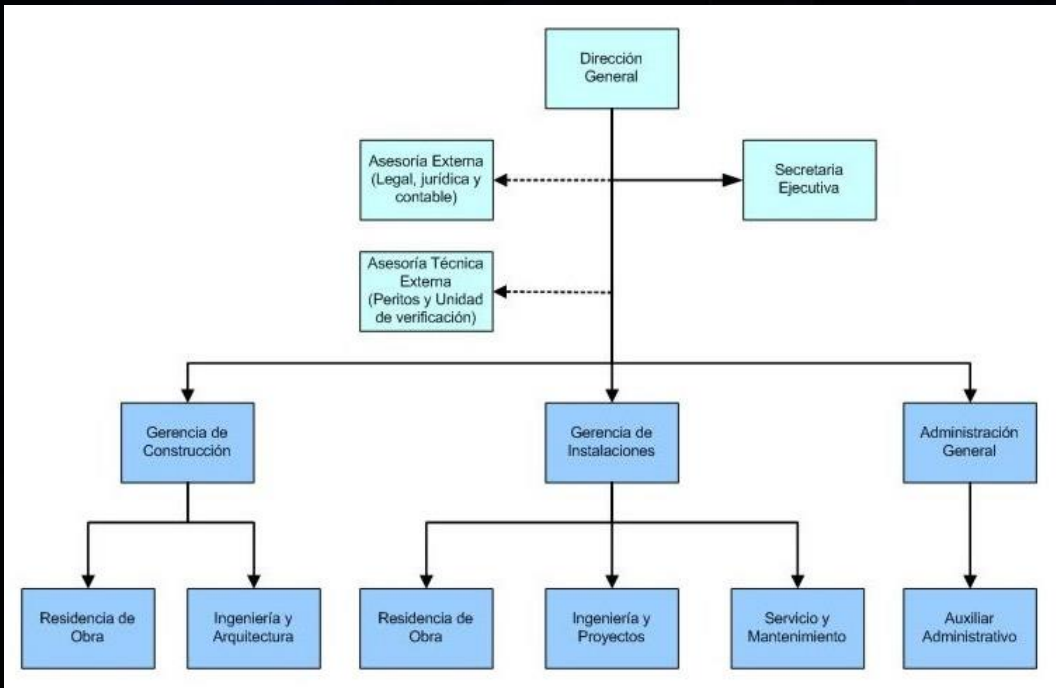 Dirección
General
Asesoría Externa
(Legal, jurídica y
contable)
Secretaria
Ejecutiva
Asesoría Técnica
Externa
(Peritos y Unidad
de verificación)
Gerencia de
Construcción
Gerencia de
Instalaciones
Administración
General
Residencia de
Obra
Ingeniería y
Arquitectura
Residencia de
Obra
Ingeniería y
Proyectos
Servicio y
Mantenimiento
Auxiliar
Administrativo